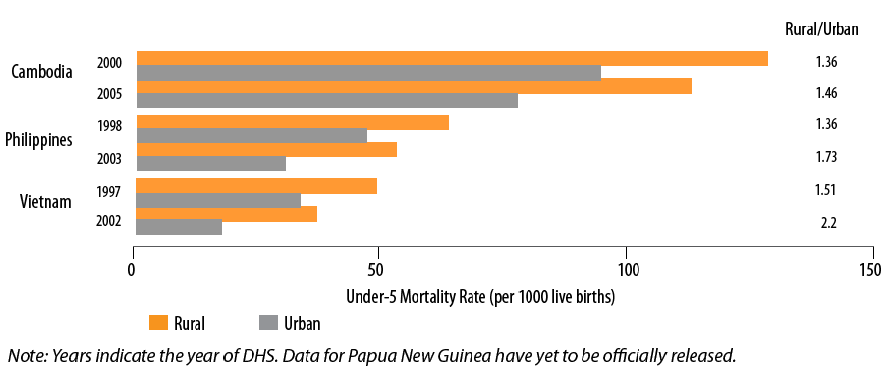 Rural/Urban
Cambodia 2000 1.36
2005 1.46
Philippines 1998 1.36
2003 1.73
Vietnam 1997 1.51
2002 2.2
0 50 100 150
Under-5 Mortality Rate (per 1000 live births)
Rural Urban
Note: Years indicate the year of DHS. Data for Papua New Guinea have yet to be officially released.